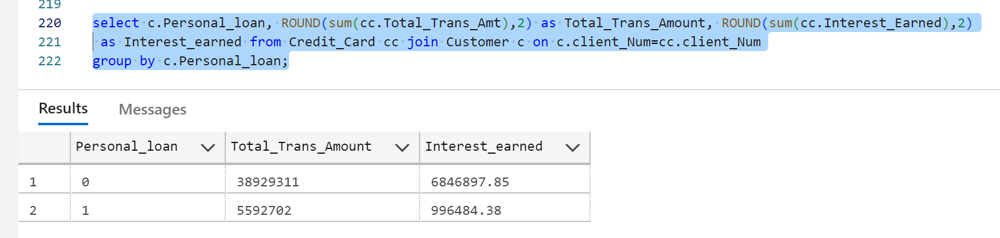 219
220 select c.Personal_loan, ROUND(sum(cc.Total_Trans_Amt),2) as Total_Trans_Amount, ROUND(sum(cc.Interest_Earned),2)
221 as Interest_earned from Credit_Card cc join Customer c on c.client_Num=cc.client_Num
222 group by c.Personal_loan;
Results Messages
Personal_loan Total_Trans_Amount Interest_earned
1 0 38929311 6846897.85
2 1 5592702 996484.38